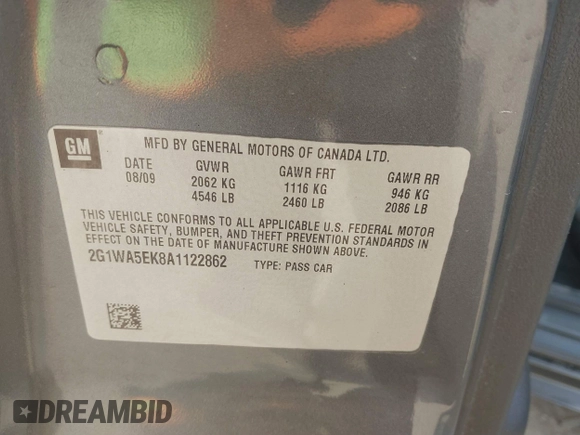 GM
MFD BY GENERAL MOTORS OF CANADA LTD.
DATE GVWR GAWR FRT GAWR RR
08/09 2062 KG 1116 KG 946 KG
4546 LB 2460 LB 2086 LB
THIS VEHICLE CONFORMS TO ALL APPLICABLE U.S. FEDERAL MOTOR
VEHICLE SAFETY, BUMPER, AND THEFT PREVENTION STANDARDS IN
EFFECT ON THE DATE OF MANUFACTURE SHOWN ABOVE.
2G1WA5EK8A1122862 TYPE: PASS CAR
DREAMBID